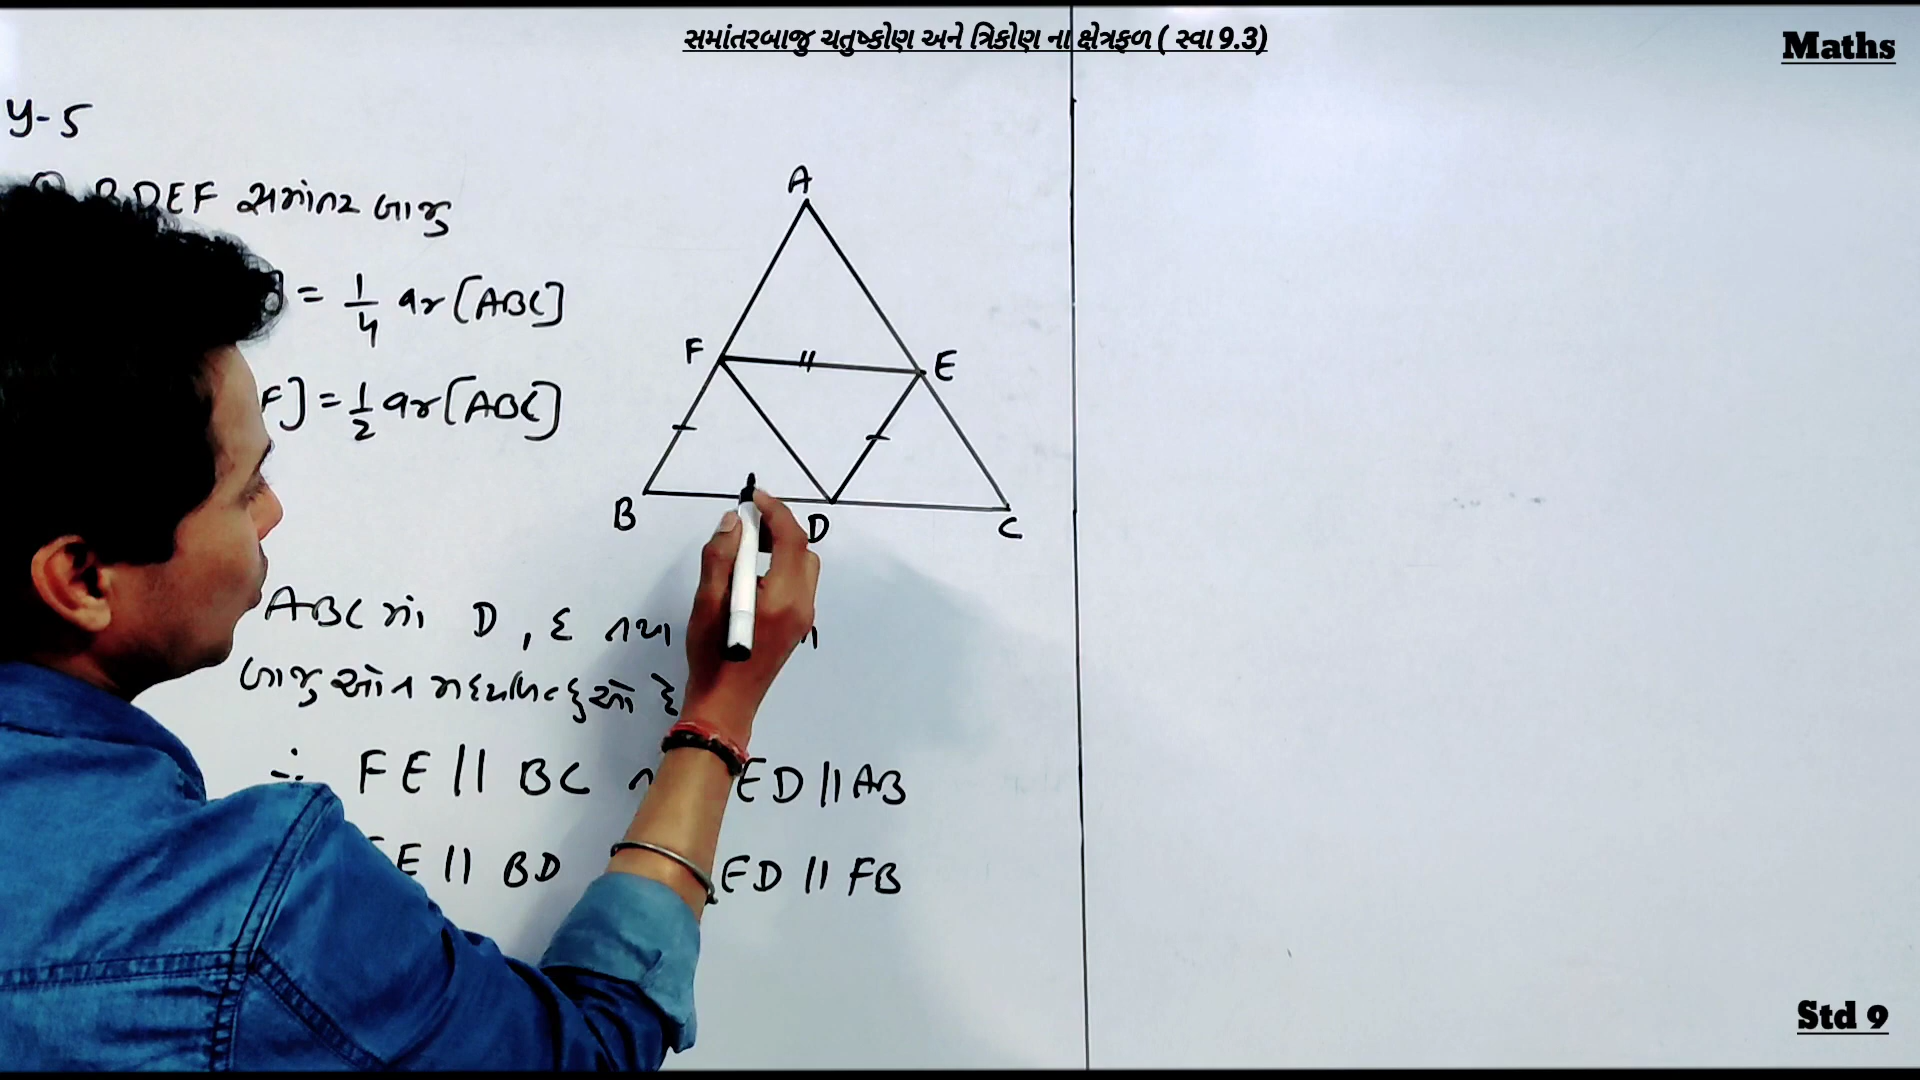 સમાંતરબાજુ ચતુષ્કોણ અને ત્રિકોણ ના ક્ષેત્રફળ ( સ્વા 9.3)
Maths
પ્ર-5
BDEF સમાંતર બાજુ
= 1/4 ar[ABC]
F] = 1/2 ar[ABC]
A
F
E
B
D
C
ABC માં D, E તથા
બાજુઓના મધ્યબિન્દુઓ છે
∴ FE || BC ED || AB
E || BD ED || FB
Std 9